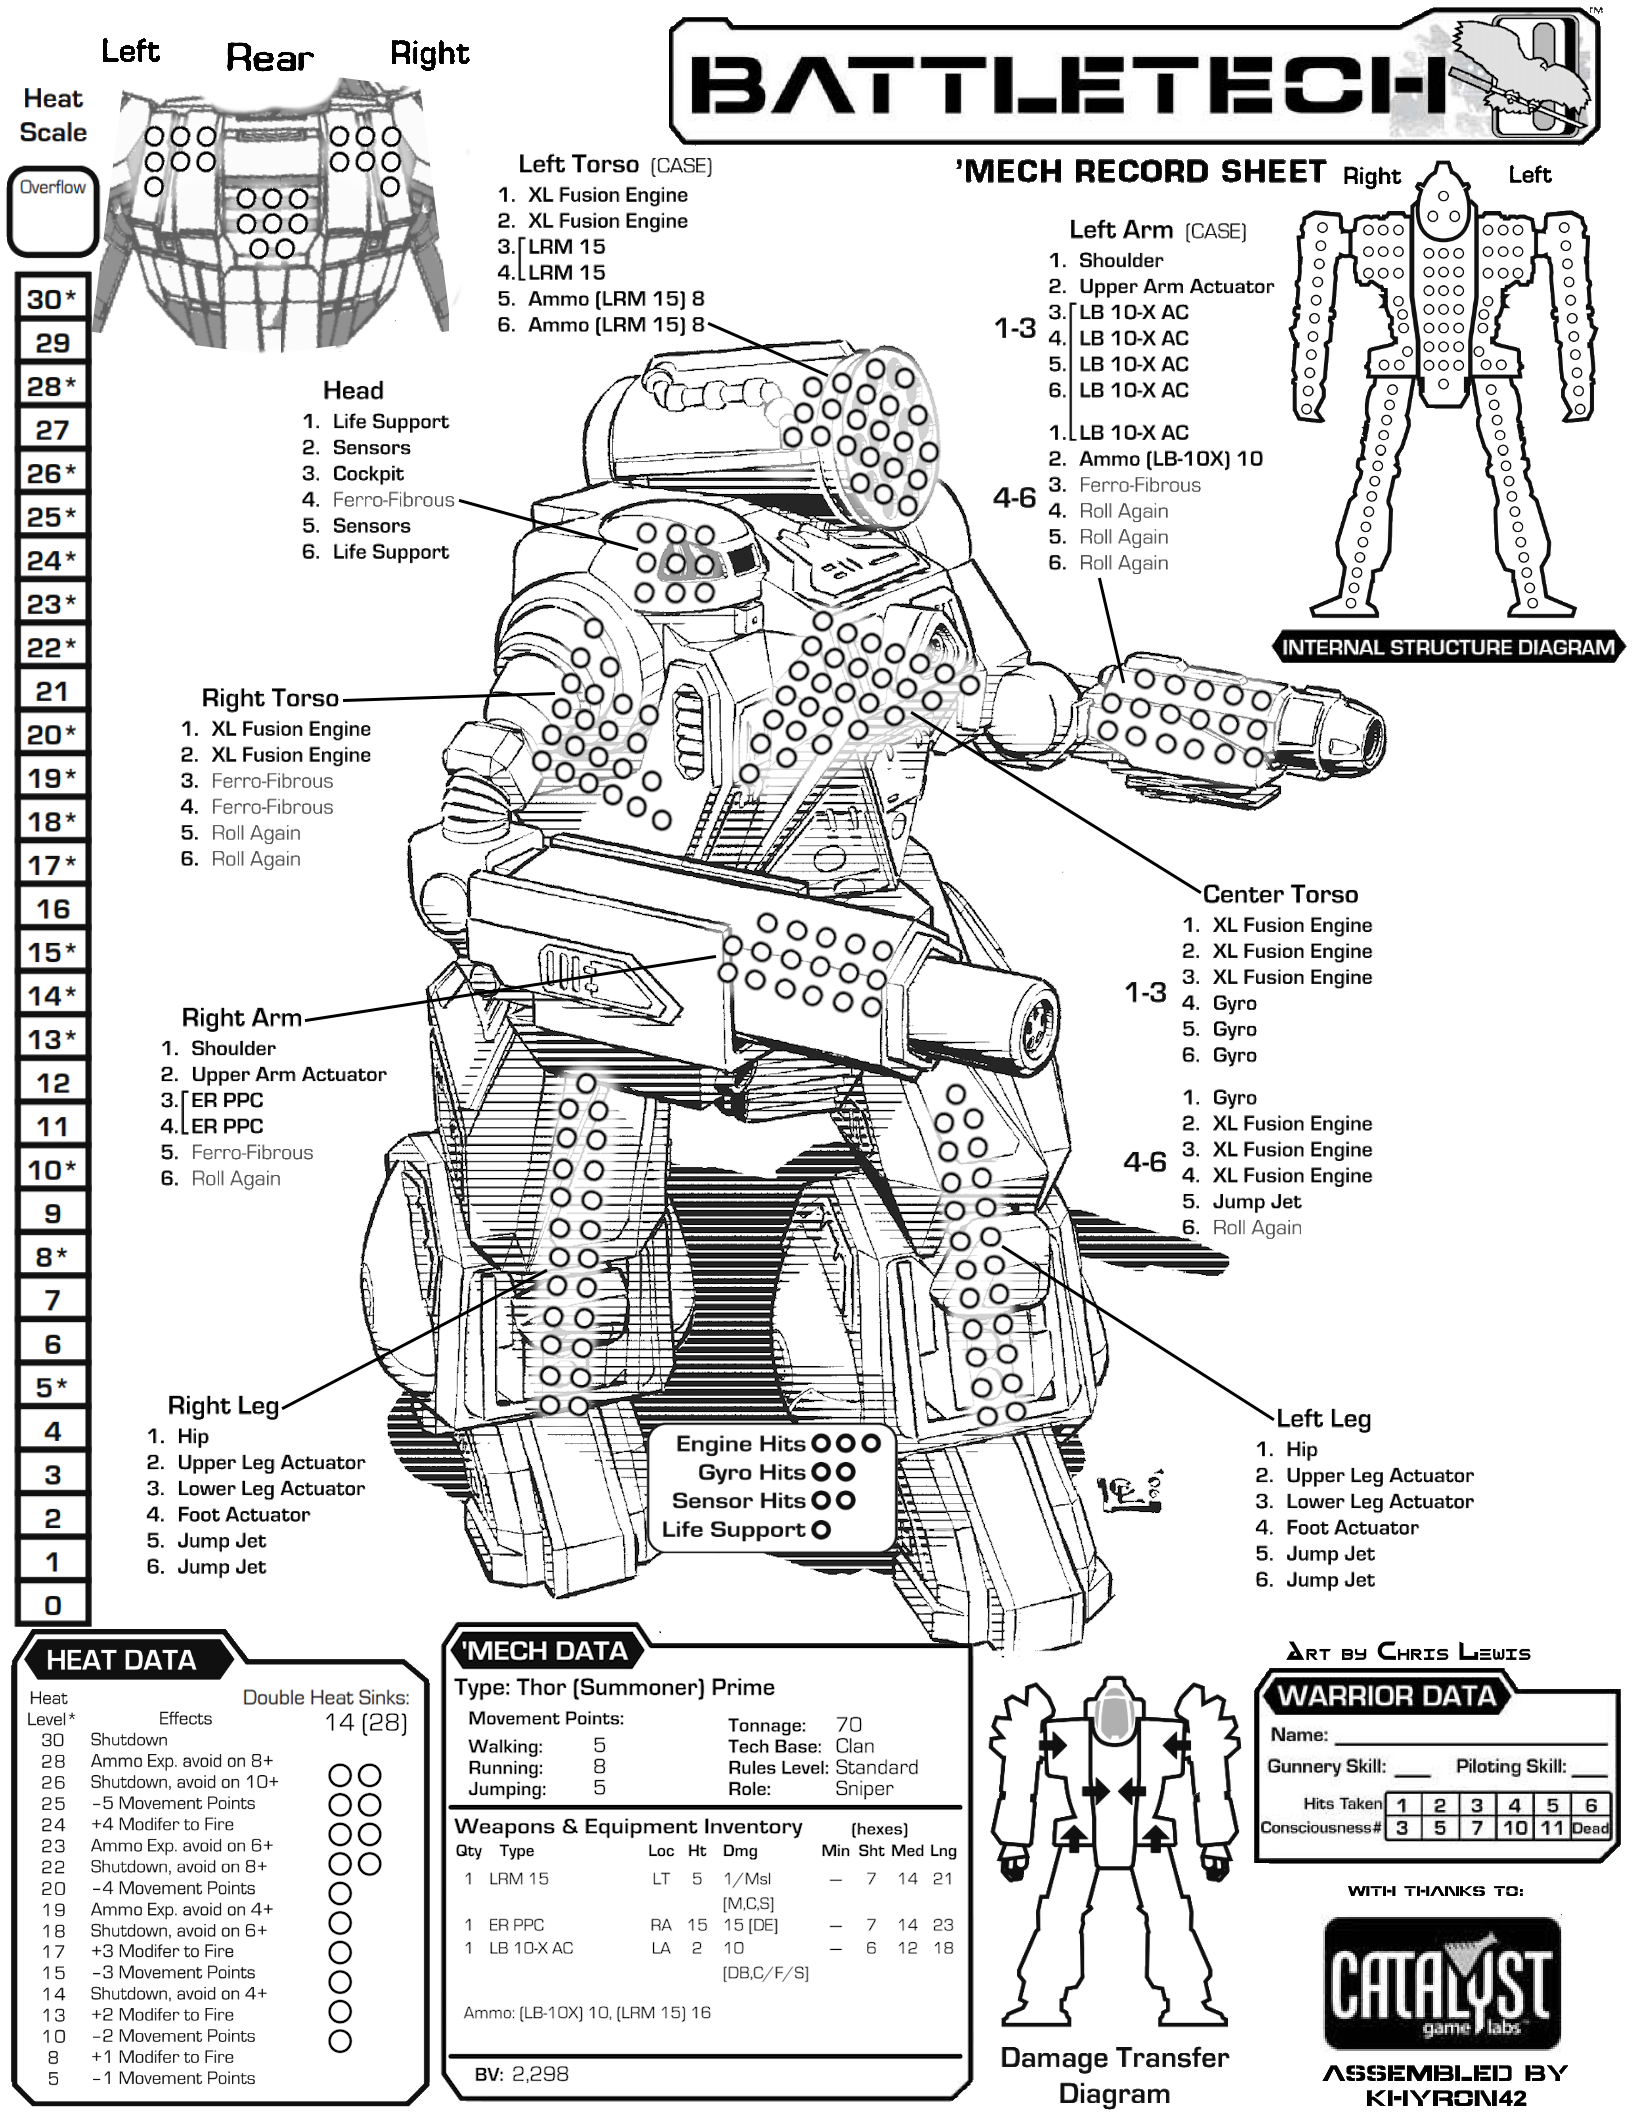 Left Rear Right
Heat
Scale
Overflow
30*
29
28*
27
26*
25*
24*
23*
22*
21
20*
19*
18*
17*
16
15*
14*
13*
12
11
10*
9
8*
7
6
5*
4
3
2
1
0
BATTLETECH
TM
'MECH RECORD SHEET
Right
Left
INTERNAL STRUCTURE DIAGRAM
Left Torso (CASE)
1. XL Fusion Engine
2. XL Fusion Engine
3. LRM 15
4. LRM 15
5. Ammo (LRM 15) 8
6. Ammo (LRM 15) 8
Left Arm (CASE)
1. Shoulder
2. Upper Arm Actuator
1-3
3. LB 10-X AC
4. LB 10-X AC
5. LB 10-X AC
6. LB 10-X AC
1. LB 10-X AC
2. Ammo (LB-10X) 10
4-6
3. Ferro-Fibrous
4. Roll Again
5. Roll Again
6. Roll Again
Head
1. Life Support
2. Sensors
3. Cockpit
4. Ferro-Fibrous
5. Sensors
6. Life Support
Right Torso
1. XL Fusion Engine
2. XL Fusion Engine
3. Ferro-Fibrous
4. Ferro-Fibrous
5. Roll Again
6. Roll Again
Center Torso
1. XL Fusion Engine
2. XL Fusion Engine
1-3
3. XL Fusion Engine
4. Gyro
5. Gyro
6. Gyro
1. Gyro
2. XL Fusion Engine
4-6
3. XL Fusion Engine
4. XL Fusion Engine
5. Jump Jet
6. Roll Again
Right Arm
1. Shoulder
2. Upper Arm Actuator
3. ER PPC
4. ER PPC
5. Ferro-Fibrous
6. Roll Again
Right Leg
1. Hip
2. Upper Leg Actuator
3. Lower Leg Actuator
4. Foot Actuator
5. Jump Jet
6. Jump Jet
Engine Hits
Gyro Hits
Sensor Hits
Life Support
Left Leg
1. Hip
2. Upper Leg Actuator
3. Lower Leg Actuator
4. Foot Actuator
5. Jump Jet
6. Jump Jet
HEAT DATA
Heat
Level*
Effects
Double Heat Sinks:
14 (28)
30 Shutdown
28 Ammo Exp. avoid on 8+
26 Shutdown, avoid on 10+
25 -5 Movement Points
24 +4 Modifer to Fire
23 Ammo Exp. avoid on 6+
22 Shutdown, avoid on 8+
20 -4 Movement Points
19 Ammo Exp. avoid on 4+
18 Shutdown, avoid on 6+
17 +3 Modifer to Fire
15 -3 Movement Points
14 Shutdown, avoid on 4+
13 +2 Modifer to Fire
10 -2 Movement Points
8 +1 Modifer to Fire
5 -1 Movement Points
'MECH DATA
Type: Thor (Summoner) Prime
Movement Points:
Walking: 5
Running: 8
Jumping: 5
Tonnage: 70
Tech Base: Clan
Rules Level: Standard
Role: Sniper
Weapons & Equipment Inventory (hexes)
Qty Type Loc Ht Dmg Min Sht Med Lng
1 LRM 15 LT 5 1/Msl — 7 14 21
[M,C,S]
1 ER PPC RA 15 15 [DE] — 7 14 23
1 LB 10-X AC LA 2 10 — 6 12 18
[DB,C/F/S]
Ammo: (LB-10X) 10, (LRM 15) 16
BV: 2,298
Damage Transfer
Diagram
Art by Chris Lewis
WARRIOR DATA
Name:
Gunnery Skill: Piloting Skill:
Hits Taken 1 2 3 4 5 6
Consciousness# 3 5 7 10 11 Dead
WITH THANKS TO:
CATALYST
game labs
ASSEMBLED BY
KHYRON42